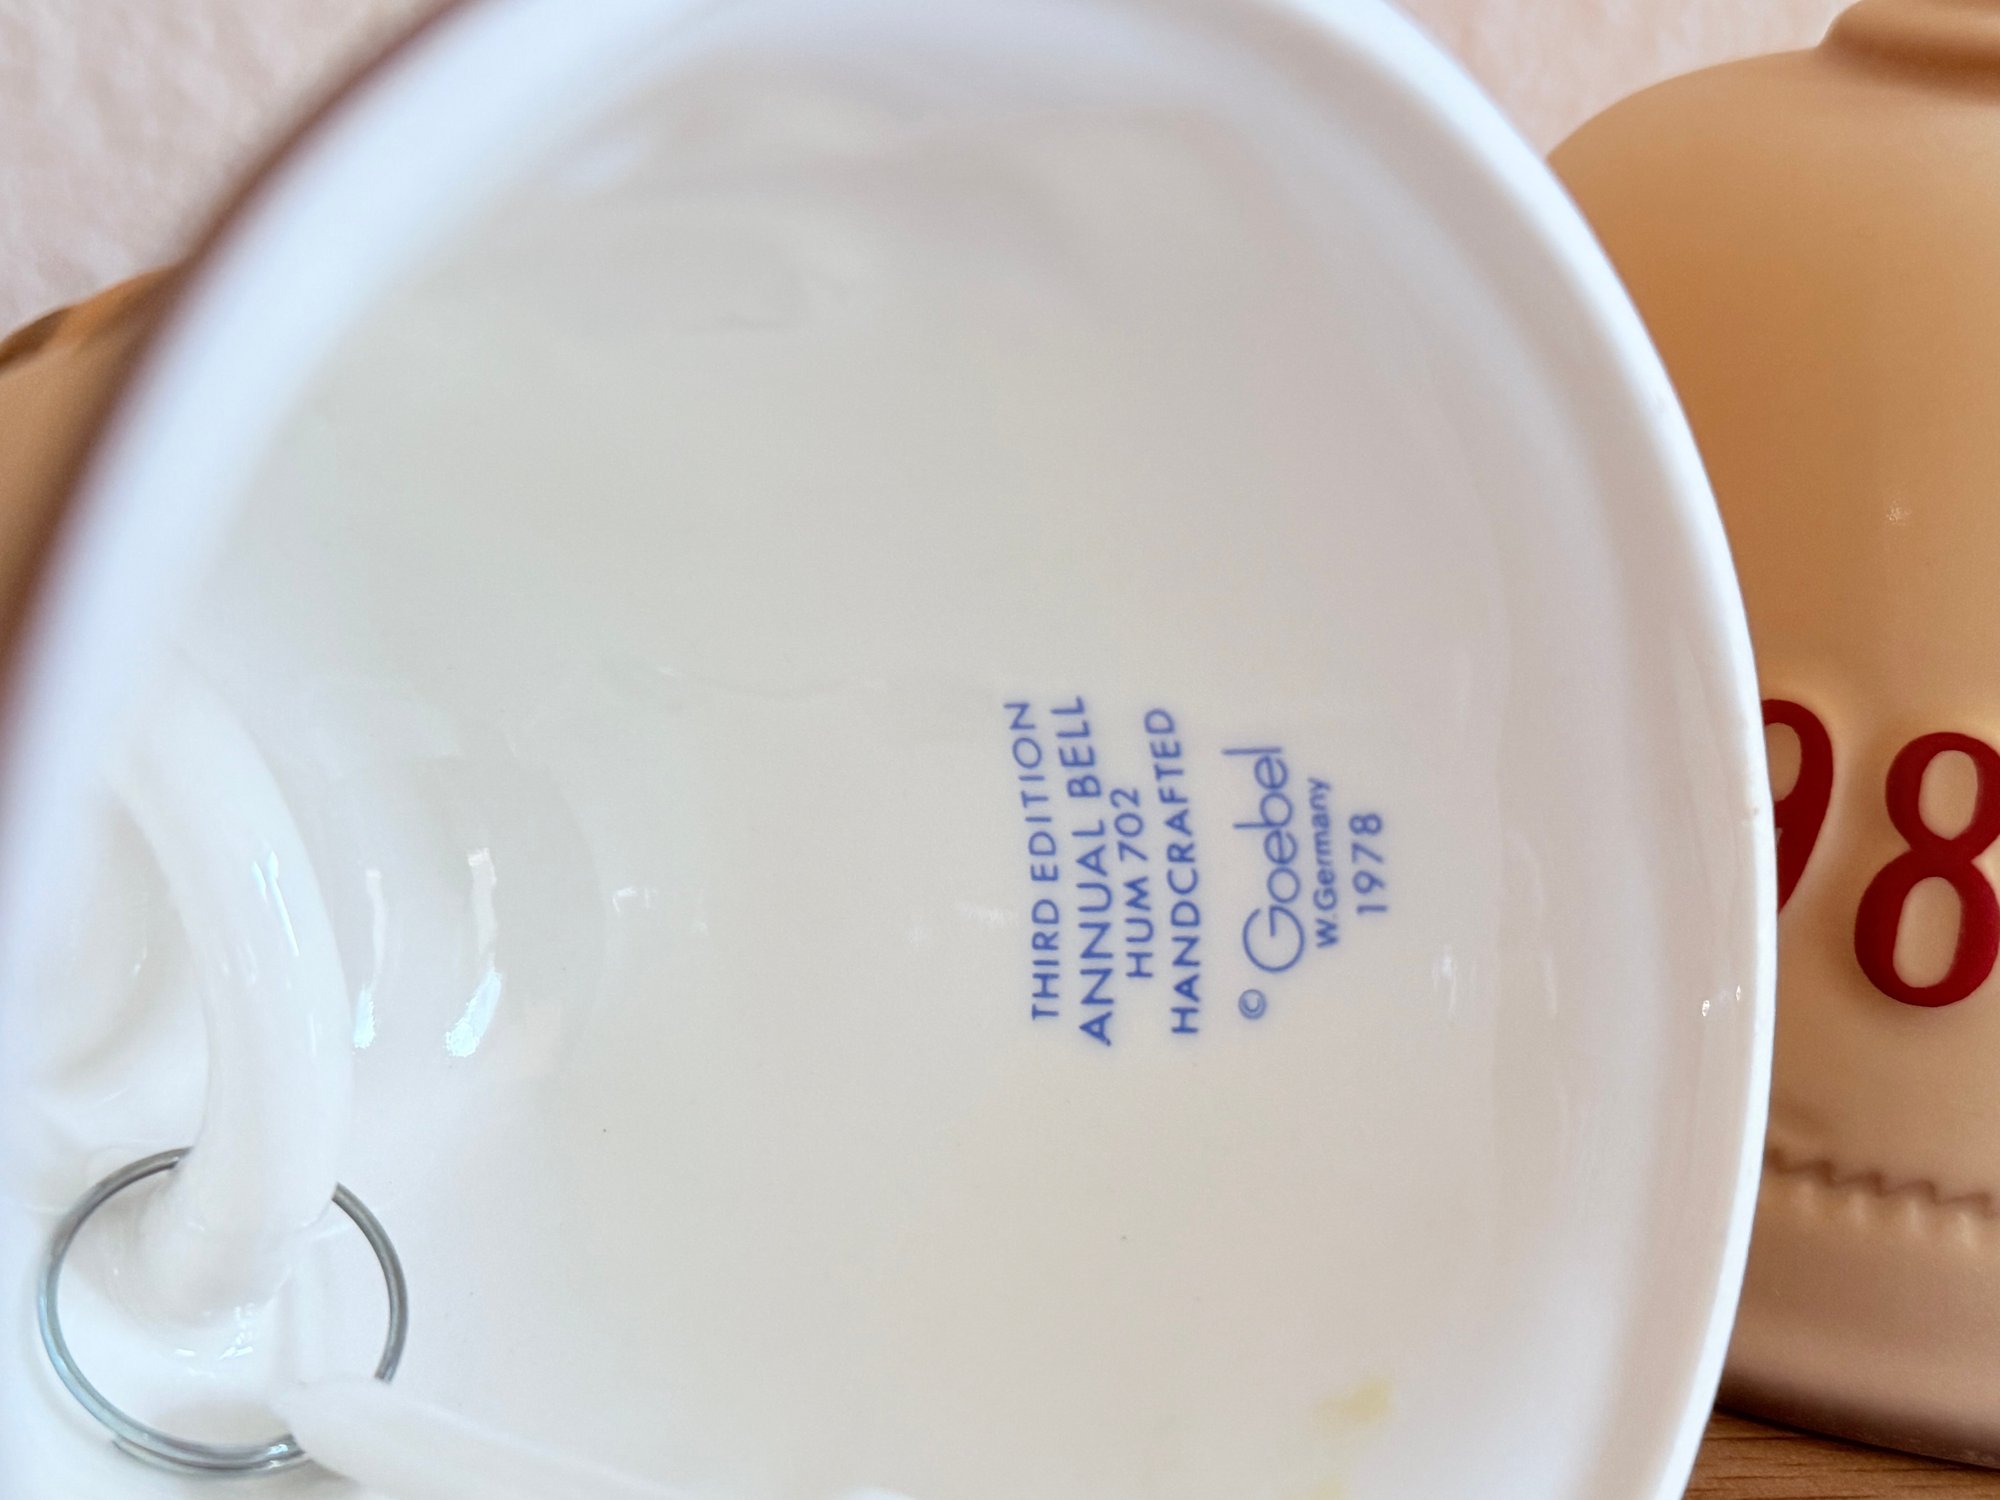 THIRD EDITION
ANNUAL BELL
HUM 702
HANDCRAFTED
© Goebel
W.Germany
1978
98